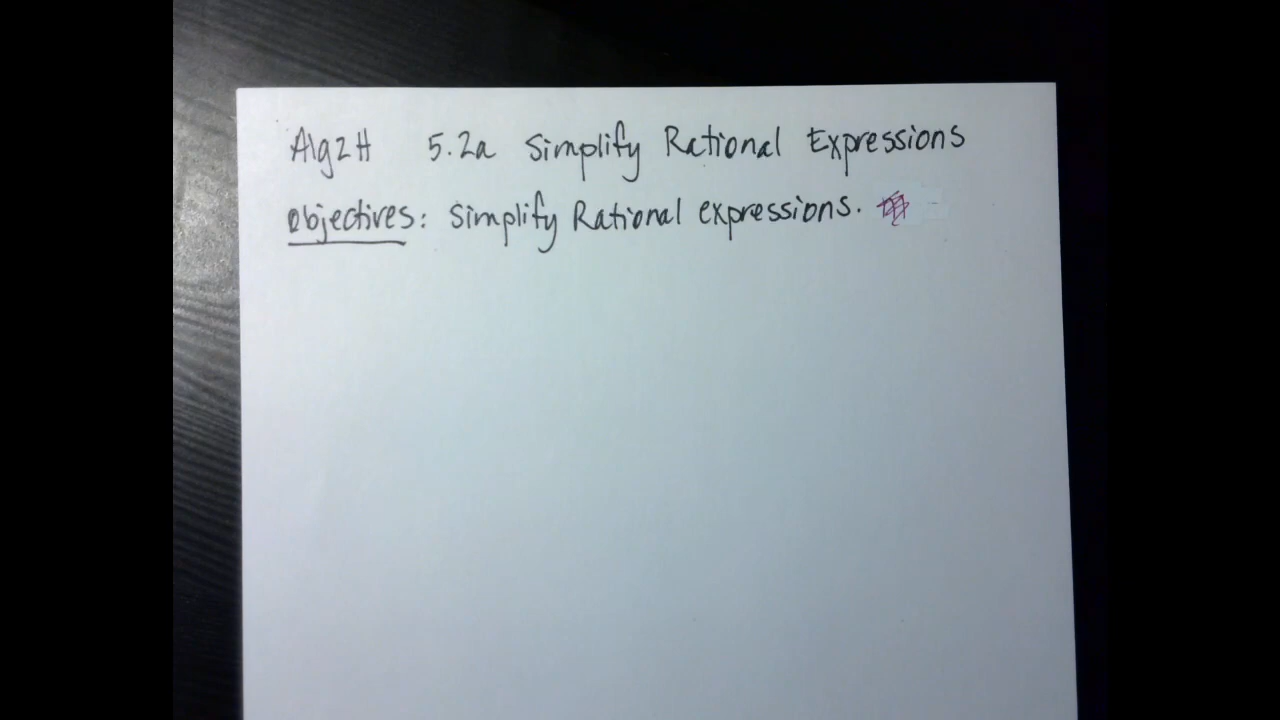 Alg2H 5.2a Simplify Rational Expressions
Objectives: Simplify Rational expressions.